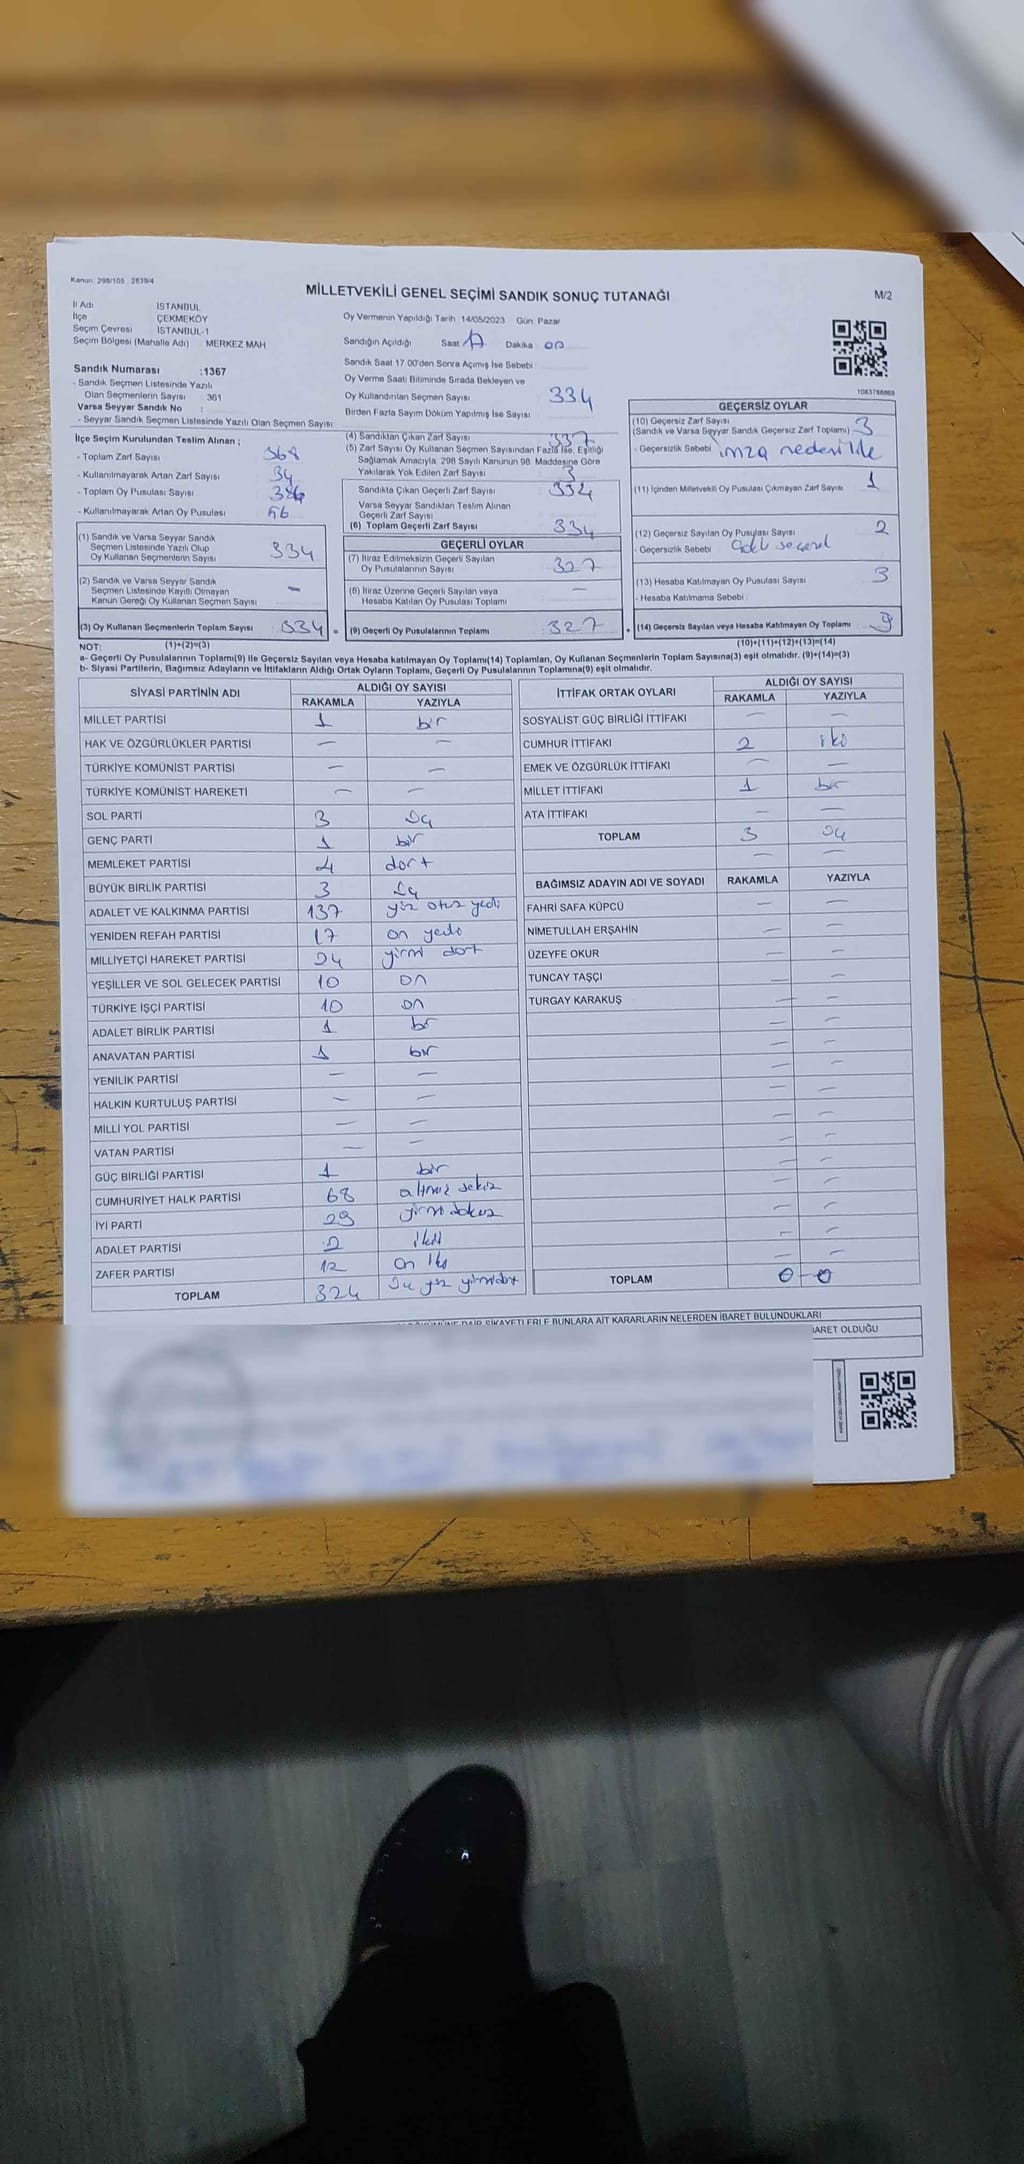 Kanun: 298/105 2839/4
MİLLETVEKİLİ GENEL SEÇİMİ SANDIK SONUÇ TUTANAĞI
M/2
İl Adı İSTANBUL
İlçe ÇEKMEKÖY
Seçim Çevresi İSTANBUL-1
Seçim Bölgesi (Mahalle Adı) MERKEZ MAH
Sandık Numarası :1367
- Sandık Seçmen Listesinde Yazılı
Olan Seçmenlerin Sayısı : 361
Varsa Seyyar Sandık No :
- Seyyar Sandık Seçmen Listesinde Yazılı Olan Seçmen Sayısı
Oy Vermenin Yapıldığı Tarih 14/05/2023 Gün: Pazar
Sandığın Açıldığı Saat Dakika: 00
Sandık Saat 17 00'den Sonra Açımış İse Sebebi
Oy Verme Saati Bitiminde Sırada Bekleyen ve
Oy Kullandırılan Seçmen Sayısı 334
Birden Fazla Sayım Döküm Yapılmış İse Sayısı
İlçe Seçim Kurulundan Teslim Alınan ;
- Toplam Zarf Sayısı 368
- Kullanılmayarak Artan Zarf Sayısı 34
- Toplam Oy Pusulası Sayısı
- Kullanılmayarak Artan Oy Pusulası
(1) Sandık ve Varsa Seyyar Sandık
Seçmen Listesinde Yazılı Olup
Oy Kullanan Seçmenlerin Sayısı 334
(2) Sandık ve Varsa Seyyar Sandık
Seçmen Listesinde Kayıtlı Olmayan
Kanun Gereği Oy Kullanan Seçmen Sayısı —
(3) Oy Kullanan Seçmenlerin Toplam Sayısı 334 =
(4) Sandıktan Çıkan Zarf Sayısı 337
(5) Zarf Sayısı Oy Kullanan Seçmen Sayısından Fazla İse, Eşitliği
Sağlamak Amacıyla, 298 Sayılı Kanunun 98. Maddesine Göre
Yakılarak Yok Edilen Zarf Sayısı 3
Sandıkta Çıkan Geçerli Zarf Sayısı 334
Varsa Seyyar Sandıktan Teslim Alınan
Geçerli Zarf Sayısı
(6) Toplam Geçerli Zarf Sayısı 334
GEÇERLİ OYLAR
(7) İtiraz Edilmeksizin Geçerli Sayılan
Oy Pusulalarının Sayısı 327
(8) İtiraz Üzerine Geçerli Sayılan veya
Hesaba Katılan Oy Pusulası Toplamı —
(9) Geçerli Oy Pusulalarının Toplamı 327 +
1083768869
GEÇERSİZ OYLAR
(10) Geçersiz Zarf Sayısı
(Sandık ve Varsa Seyyar Sandık Geçersiz Zarf Toplamı) 3
- Geçersizlik Sebebi imza nedeni ile
(11) İçinden Milletvekili Oy Pusulası Çıkmayan Zarf Sayısı 1
(12) Geçersiz Sayılan Oy Pusulası Sayısı 2
- Geçersizlik Sebebi
(13) Hesaba Katılmayan Oy Pusulası Sayısı 3
- Hesaba Katılmama Sebebi
(14) Geçersiz Sayılan veya Hesaba Katılmayan Oy Toplamı 9
NOT: (1)+(2)=(3)
(10)+(11)+(12)+(13)=(14)
a- Geçerli Oy Pusulalarının Toplamı(9) ile Geçersiz Sayılan veya Hesaba katılmayan Oy Toplamı(14) Toplamları, Oy Kullanan Seçmenlerin Toplam Sayısına(3) eşit olmalıdır. (9)+(14)=(3)
b- Siyasi Partilerin, Bağımsız Adayların ve İttifakların Aldığı Ortak Oyların Toplamı, Geçerli Oy Pusulalarının Toplamına(9) eşit olmalıdır.
SİYASİ PARTİNİN ADI ALDIĞI OY SAYISI
RAKAMLA YAZIYLA
MİLLET PARTİSİ 1 bir
HAK VE ÖZGÜRLÜKLER PARTİSİ — —
TÜRKİYE KOMÜNİST PARTİSİ — —
TÜRKİYE KOMÜNİST HAREKETİ — —
SOL PARTİ 3 üç
GENÇ PARTİ 1 bir
MEMLEKET PARTİSİ 4 dört
BÜYÜK BİRLİK PARTİSİ 3 üç
ADALET VE KALKINMA PARTİSİ 137 yüz otuz yedi
YENİDEN REFAH PARTİSİ 17 on yedi
MİLLİYETÇİ HAREKET PARTİSİ 24 yirmi dört
YEŞİLLER VE SOL GELECEK PARTİSİ 10 on
TÜRKİYE İŞÇİ PARTİSİ 10 on
ADALET BİRLİK PARTİSİ 1 bir
ANAVATAN PARTİSİ 1 bir
YENİLİK PARTİSİ — —
HALKIN KURTULUŞ PARTİSİ — —
MİLLİ YOL PARTİSİ — —
VATAN PARTİSİ — —
GÜÇ BİRLİĞİ PARTİSİ 1 bir
CUMHURİYET HALK PARTİSİ 68 altmış sekiz
İYİ PARTİ 29 yirmi dokuz
ADALET PARTİSİ 2 iki
ZAFER PARTİSİ 12 on iki
TOPLAM 324 üç yüz yirmidört
İTTİFAK ORTAK OYLARI ALDIĞI OY SAYISI
RAKAMLA YAZIYLA
SOSYALİST GÜÇ BİRLİĞİ İTTİFAKI — —
CUMHUR İTTİFAKI 2 iki
EMEK VE ÖZGÜRLÜK İTTİFAKI — —
MİLLET İTTİFAKI 1 bir
ATA İTTİFAKI — —
TOPLAM 3 üç
BAĞIMSIZ ADAYIN ADI VE SOYADI RAKAMLA YAZIYLA
FAHRİ SAFA KÜPCÜ — —
NİMETULLAH ERŞAHİN — —
ÜZEYFE OKUR — —
TUNCAY TAŞÇI — —
TURGAY KARAKUŞ — —
TOPLAM 0 — 0
DAİR ŞİKAYETLERLE BUNLARA AİT KARARLARIN NELERDEN İBARET BULUNDUKLARI
BARET OLDUĞU